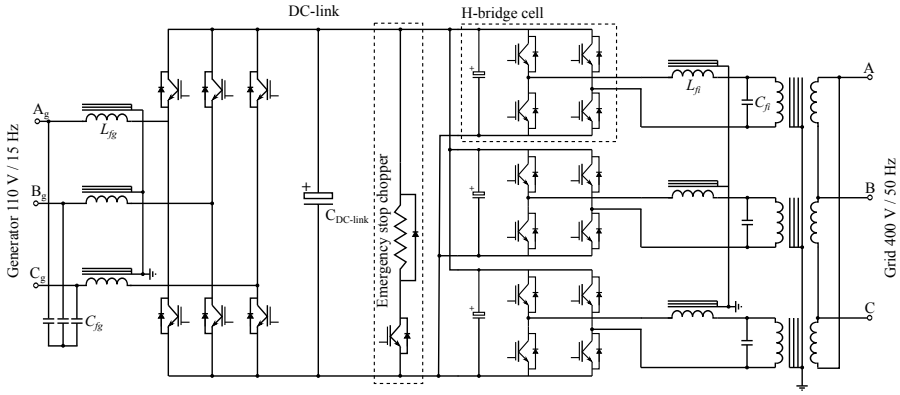 DC-link
H-bridge cell
Generator 110 V / 15 Hz
Ag
Lfg
Bg
Cg
Cfg
+
CDC-link
Emergency stop chopper
+
+
+
Lfi
Cfi
A
B
C
Grid 400 V / 50 Hz